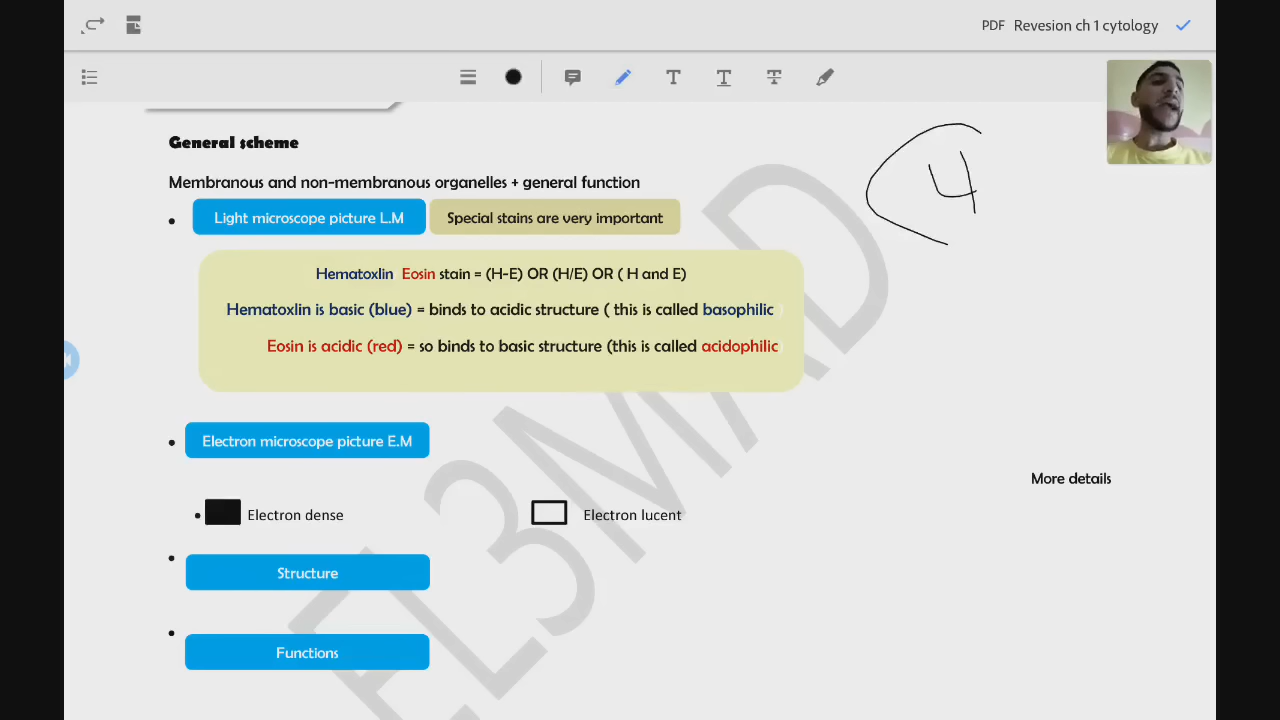 PDF Revesion ch 1 cytology
General scheme
4
Membranous and non-membranous organelles + general function
Light microscope picture L.M Special stains are very important
Hematoxlin Eosin stain = (H-E) OR (H/E) OR ( H and E)
Hematoxlin is basic (blue) = binds to acidic structure ( this is called basophilic )
Eosin is acidic (red) = so binds to basic structure (this is called acidophilic)
Electron microscope picture E.M
More details
Electron dense Electron lucent
Structure
Functions
EL3MAD